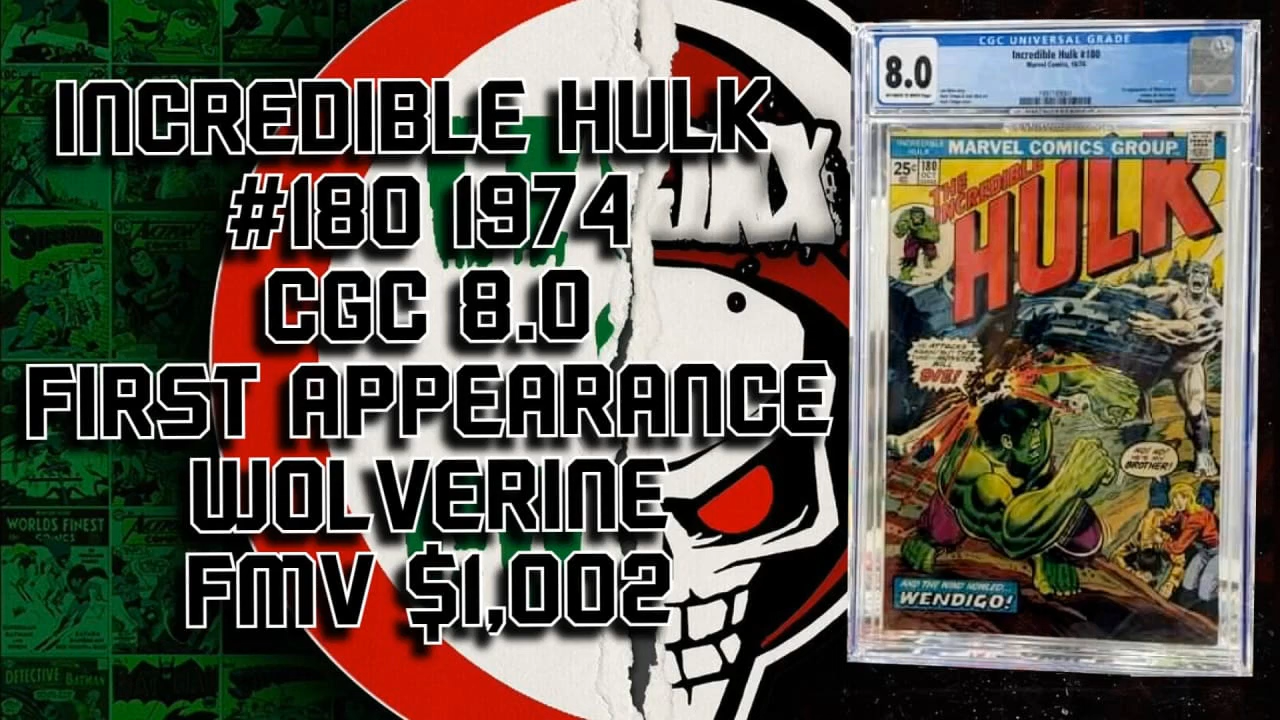 INCREDIBLE HULK
#180 1974
CGC 8.0
FIRST APPEARANCE
WOLVERINE
FMV $1,002
CGC UNIVERSAL GRADE
8.0
Incredible Hulk #180
Marvel Comics, 10/74
INCREDIBLE
HULK
MARVEL COMICS GROUP
25¢
180
OCT
THE
INCREDIBLE
HULK
DIE!
NO! NO!
HE'S MY
BROTHER!
AND THE WIND HOWLED...
WENDIGO!
WORLDS FINEST
COMICS
DETECTIVE
BATMAN